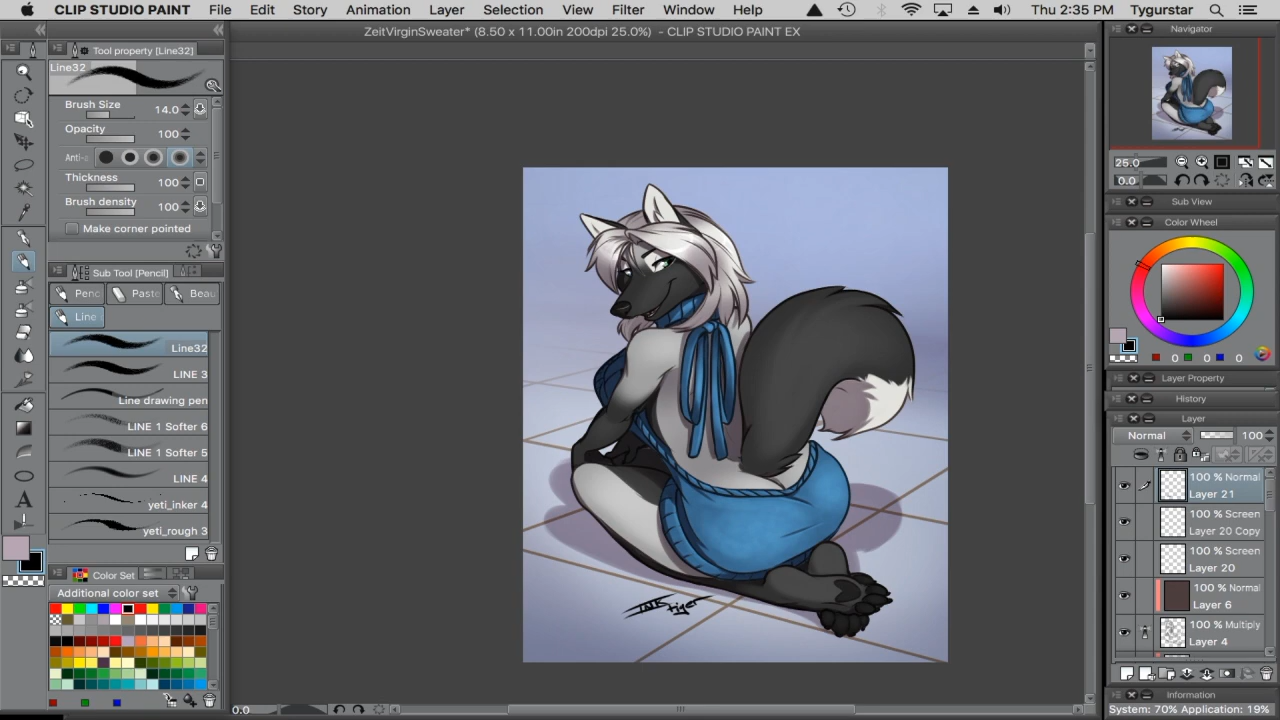 CLIP STUDIO PAINT File Edit Story Animation Layer Selection View Filter Window Help Thu 2:35 PM Tygurstar
ZeitVirginSweater* (8.50 x 11.00in 200dpi 25.0%) - CLIP STUDIO PAINT EX
Tool property [Line32]
Line32
Brush Size 14.0
Opacity 100
Anti-a
Thickness 100
Brush density 100
Make corner pointed
Sub Tool [Pencil]
Penc Paste Beau
Line
Line32
LINE 3
Line drawing pen
LINE 1 Softer 6
LINE 1 Softer 5
LINE 4
yeti_inker 4
yeti_rough 3
Color Set
Additional color set
INK tiger
0.0
Navigator
25.0
0.0
Sub View
Color Wheel
0 0 0
Layer Property
History
Layer
Normal 100
100 % Normal
Layer 21
100 % Screen
Layer 20 Copy
100 % Screen
Layer 20
100 % Normal
Layer 6
100 % Multiply
Layer 4
Information
System: 70% Application: 19%